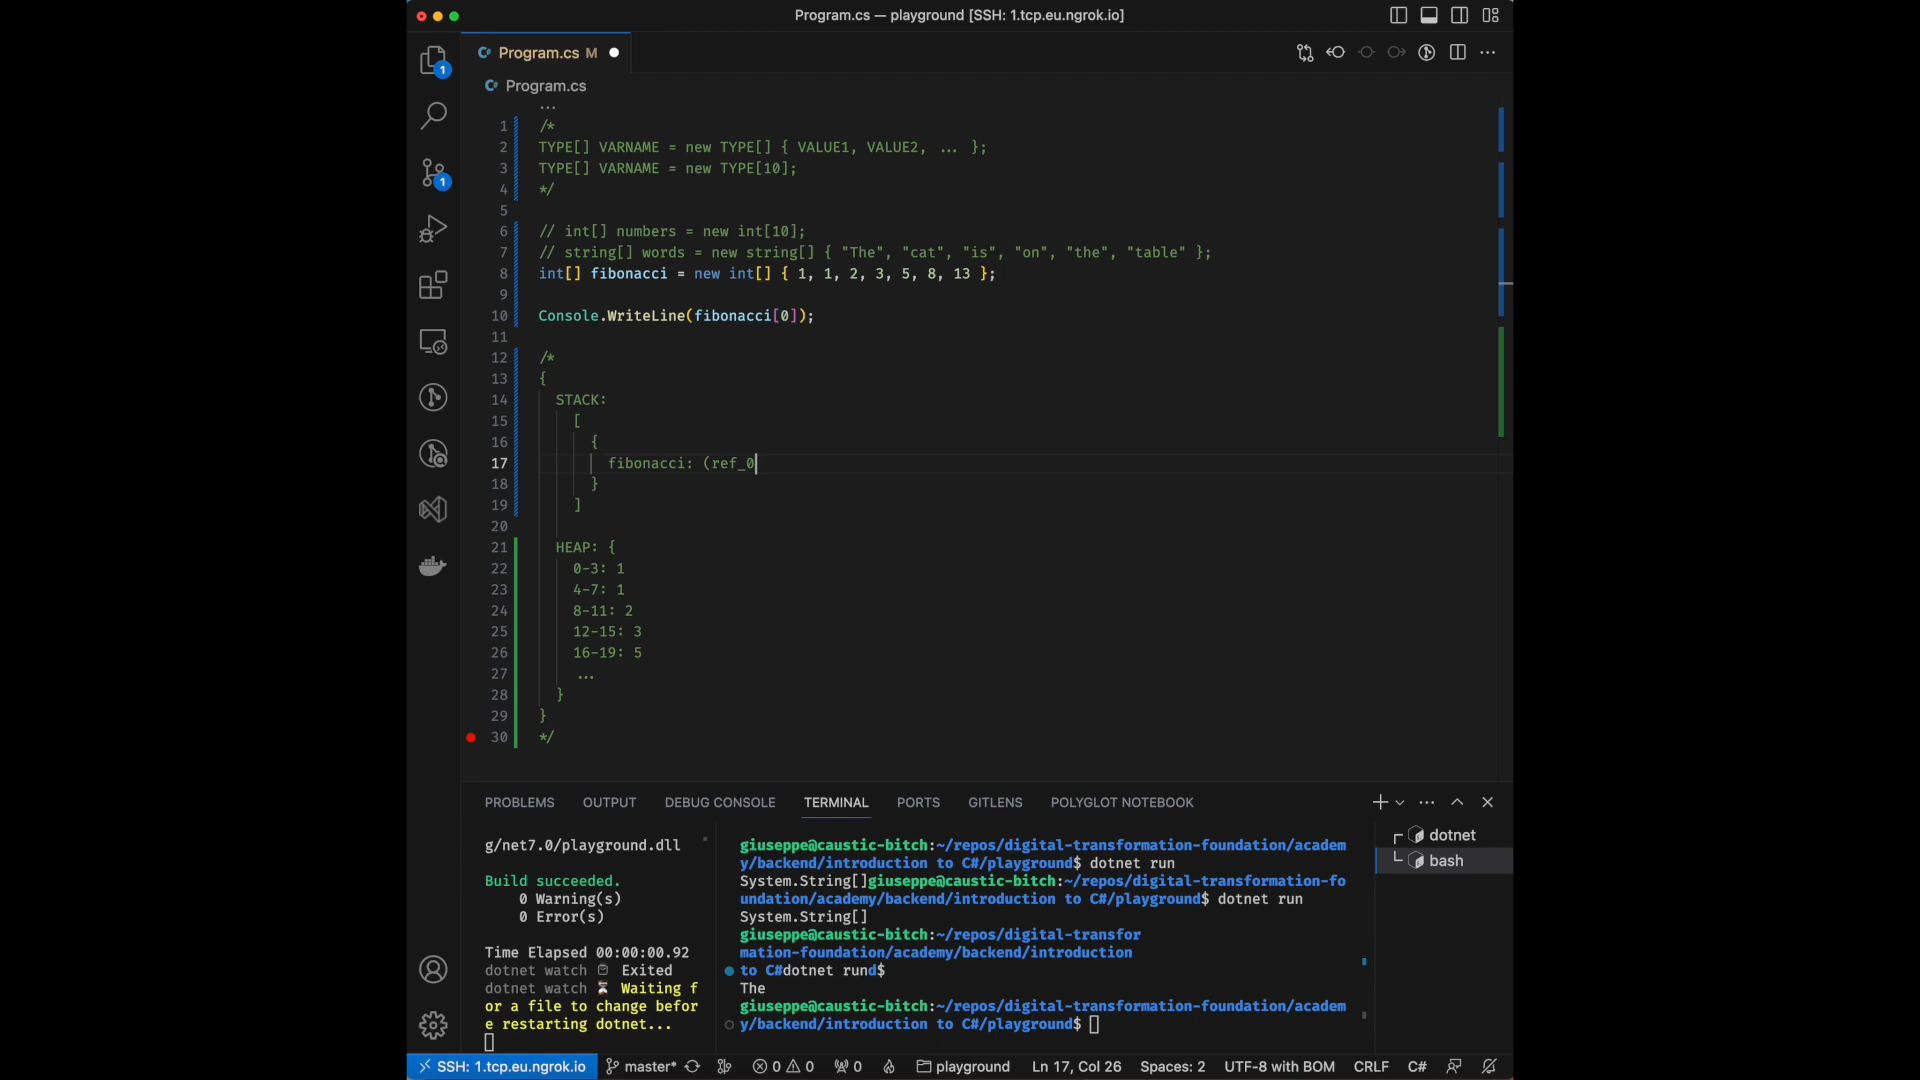 Program.cs — playground [SSH: 1.tcp.eu.ngrok.io]
Program.cs M
Program.cs
...
1 /*
2 TYPE[] VARNAME = new TYPE[] { VALUE1, VALUE2, ... };
3 TYPE[] VARNAME = new TYPE[10];
4 */
5
6 // int[] numbers = new int[10];
7 // string[] words = new string[] { "The", "cat", "is", "on", "the", "table" };
8 int[] fibonacci = new int[] { 1, 1, 2, 3, 5, 8, 13 };
9
10 Console.WriteLine(fibonacci[0]);
11
12 /*
13 {
14 STACK:
15 [
16 {
17 fibonacci: (ref_0
18 }
19 ]
20
21 HEAP: {
22 0-3: 1
23 4-7: 1
24 8-11: 2
25 12-15: 3
26 16-19: 5
27 ...
28 }
29 }
30 */
1
1
PROBLEMS OUTPUT DEBUG CONSOLE TERMINAL PORTS GITLENS POLYGLOT NOTEBOOK
g/net7.0/playground.dll
Build succeeded.
0 Warning(s)
0 Error(s)
Time Elapsed 00:00:00.92
dotnet watch Exited
dotnet watch Waiting f
or a file to change befor
e restarting dotnet...
giuseppe@caustic-bitch:~/repos/digital-transformation-foundation/academ
y/backend/introduction to C#/playground$ dotnet run
System.String[]giuseppe@caustic-bitch:~/repos/digital-transformation-fo
undation/academy/backend/introduction to C#/playground$ dotnet run
System.String[]
giuseppe@caustic-bitch:~/repos/digital-transfor
mation-foundation/academy/backend/introduction
to C#dotnet rund$
The
giuseppe@caustic-bitch:~/repos/digital-transformation-foundation/academ
y/backend/introduction to C#/playground$
dotnet
bash
SSH: 1.tcp.eu.ngrok.io master* 0 0 0 playground Ln 17, Col 26 Spaces: 2 UTF-8 with BOM CRLF C#